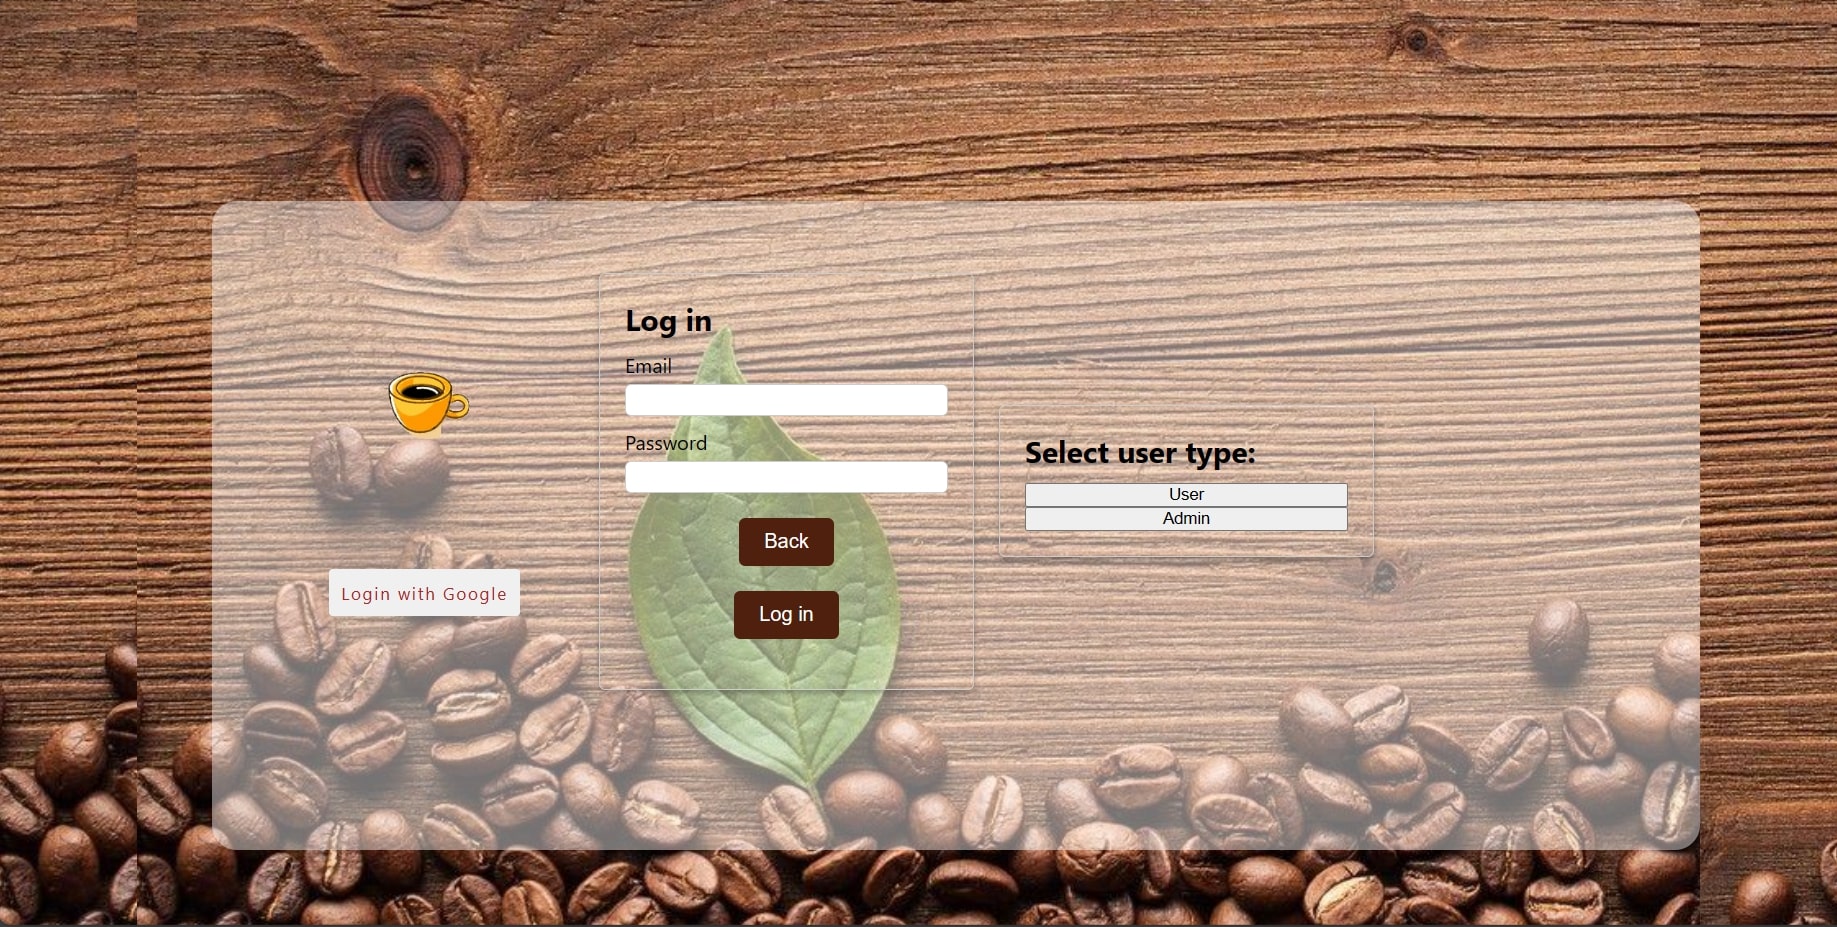 Log in
Email
Password
Back
Log in
Login with Google
Select user type:
User
Admin